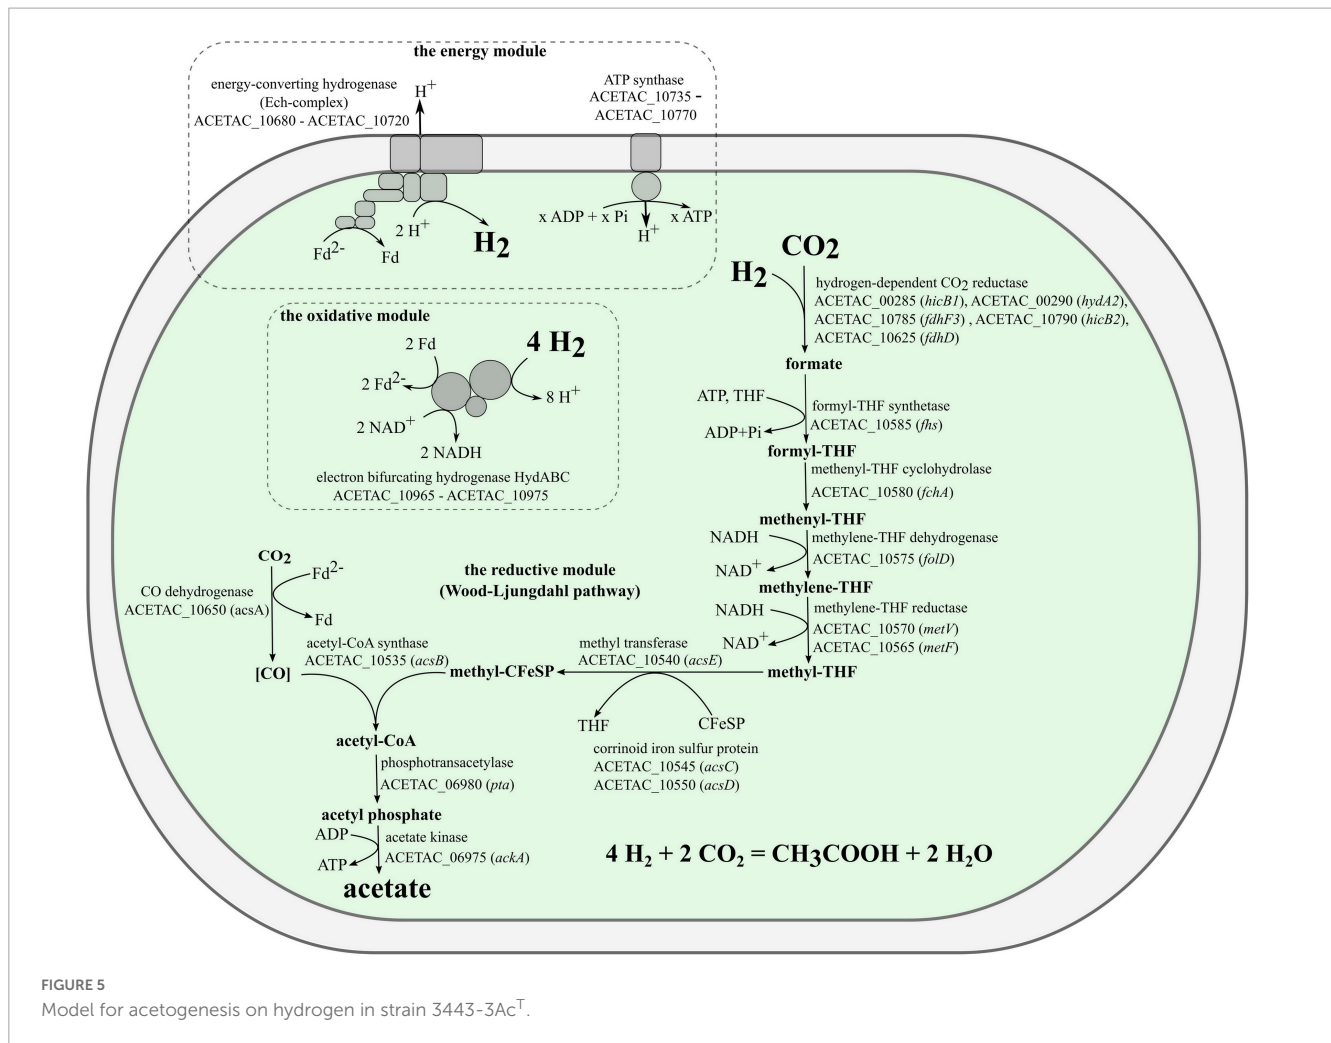 the energy module
energy-converting hydrogenase
(Ech-complex)
ACETAC_10680 - ACETAC_10720
H+
ATP synthase
ACETAC_10735 -
ACETAC_10770
2 H+
Fd2-
Fd
H2
x ADP + x Pi
x ATP
H+
the oxidative module
2 Fd
4 H2
2 Fd2-
8 H+
2 NAD+
2 NADH
electron bifurcating hydrogenase HydABC
ACETAC_10965 - ACETAC_10975
CO2
H2
hydrogen-dependent CO2 reductase
ACETAC_00285 (hicB1), ACETAC_00290 (hydA2),
ACETAC_10785 (fdhF3) , ACETAC_10790 (hicB2),
ACETAC_10625 (fdhD)
formate
ATP, THF
ADP+Pi
formyl-THF synthetase
ACETAC_10585 (fhs)
formyl-THF
methenyl-THF cyclohydrolase
ACETAC_10580 (fchA)
methenyl-THF
NADH
NAD+
methylene-THF dehydrogenase
ACETAC_10575 (folD)
methylene-THF
NADH
NAD+
methylene-THF reductase
ACETAC_10570 (metV)
ACETAC_10565 (metF)
methyl-THF
the reductive module
(Wood-Ljungdahl pathway)
CO2
Fd2-
CO dehydrogenase
ACETAC_10650 (acsA)
Fd
[CO]
acetyl-CoA synthase
ACETAC_10535 (acsB)
methyl-CFeSP
methyl transferase
ACETAC_10540 (acsE)
THF
CFeSP
corrinoid iron sulfur protein
ACETAC_10545 (acsC)
ACETAC_10550 (acsD)
acetyl-CoA
phosphotransacetylase
ACETAC_06980 (pta)
acetyl phosphate
ADP
ATP
acetate kinase
ACETAC_06975 (ackA)
acetate
4 H2 + 2 CO2 = CH3COOH + 2 H2O
FIGURE 5
Model for acetogenesis on hydrogen in strain 3443-3AcT.